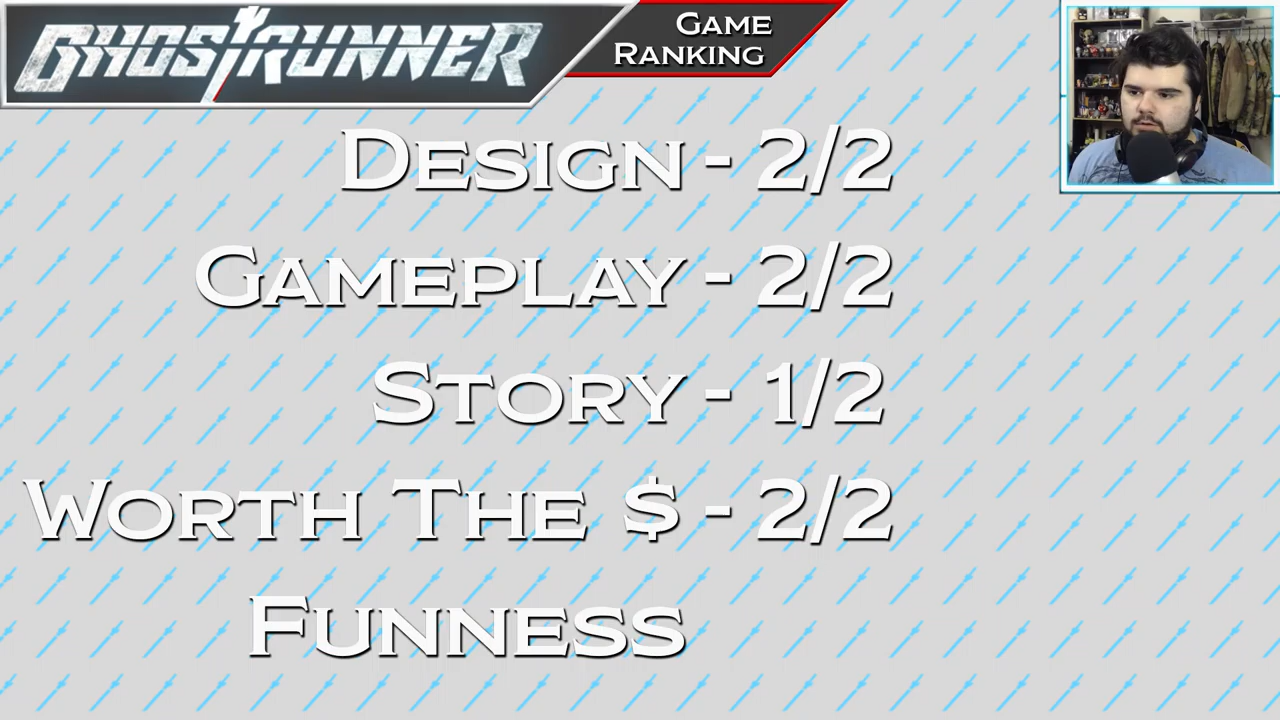 GHOSTRUNNER
GAME
RANKING
DESIGN - 2/2
GAMEPLAY - 2/2
STORY - 1/2
WORTH THE $ - 2/2
FUNNESS